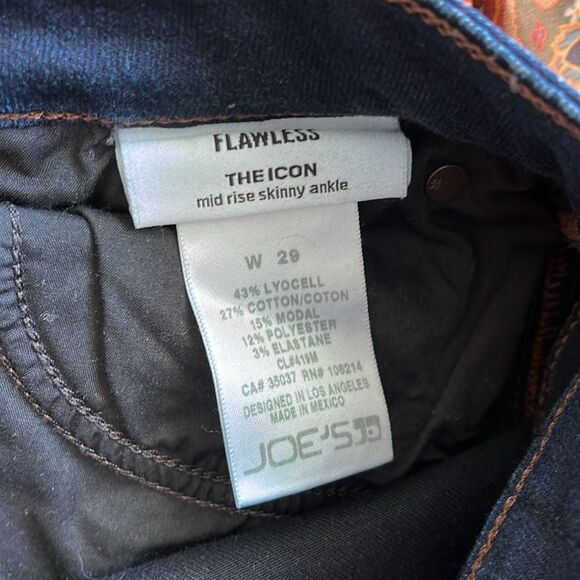 FLAWLESS
THE ICON
mid rise skinny ankle
W 29
43% LYOCELL
27% COTTON/COTON
15% MODAL
12% POLYESTER
3% ELASTANE
CL#419M
CA# 35037 RN# 106214
DESIGNED IN LOS ANGELES
MADE IN MEXICO
JOE'S